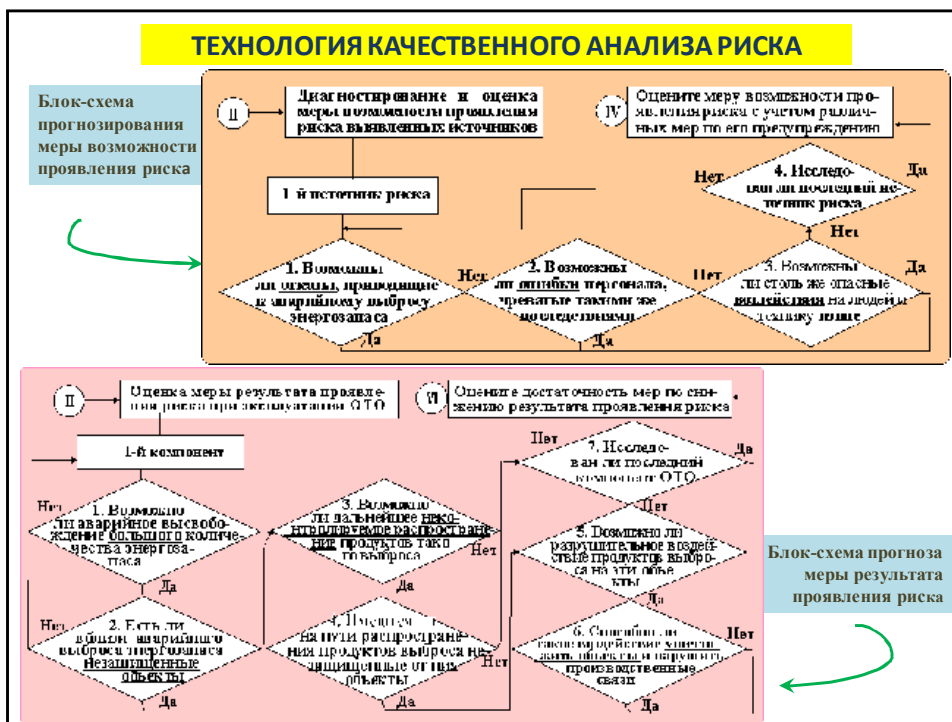 ТЕХНОЛОГИЯ КАЧЕСТВЕННОГО АНАЛИЗА РИСКА
Блок-схема
прогнозирования
меры возможности
проявления риска
II
Диагностирование и оценка
меры возможности проявления
риска выявленных источников
IV
Оцените меру возможности про-
явления риска с учетом различ-
ных мер по его предупреждению
1-й источник риска
Нет
Да
4. Исследо-
ван ли последний ис-
точник риска
Нет
1. Возможны
ли отказы, приводящие
к аварийному выбросу
энергозапаса
Нет
2. Возможны
ли ошибки персонала,
чреватые такими же
последствиями
Нет
3. Возможны
ли столь же опасные
воздействия на людей и
технику извне
Да
Да
Да
II
Оценка меры результата проявле-
ния риска при эксплуатации ОТО
VI
Оцените достаточность мер по сни-
жению результата проявления риска
1-й компонент
Нет
7. Исследо-
ван ли последний
компонент ОТО
Да
Нет
1. Возможно
ли аварийное высвобо-
ждение большого количе-
чества энергоза-
паса
Да
3. Возможно
ли дальнейшее неко-
нтролируемое распростране-
ние продуктов тако-
го выброса
Нет
Да
Нет
5. Возможно ли
разрушительное воздей-
ствие продуктов выбро-
са на эти объе
кты
Да
Блок-схема прогноза
меры результата
проявления риска
Нет
2. Есть ли
вблизи аварийного
выброса энергозапаса
незащищенные
объекты
Да
на пути распростране-
ния продуктов выброса не-
защищенные от них
объекты
Нет
Да
6. Способно ли
такое воздействие уничто-
жить объекты и нарушить
производственные
связи
Нет
Да